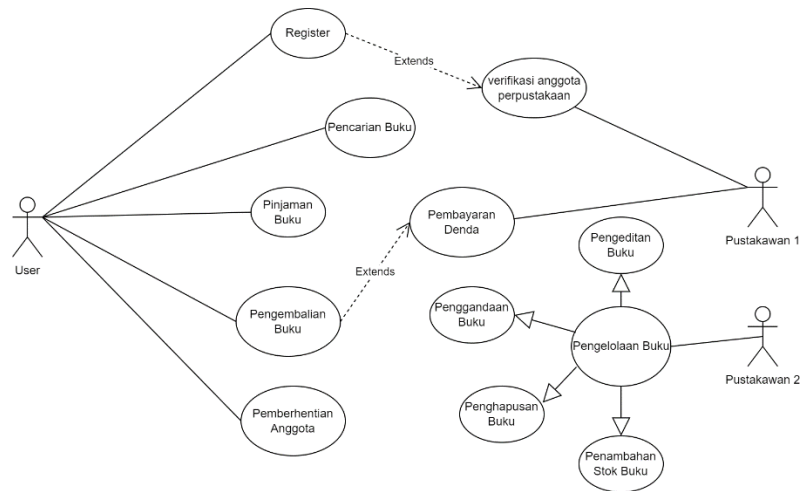 Register
Extends
verifikasi anggota
perpustakaan
Pencarian Buku
Pinjaman
Buku
Pembayaran
Denda
User
Pustakawan 1
Pengeditan
Buku
Extends
Pengembalian
Buku
Penggandaan
Buku
Pengelolaan Buku
Pustakawan 2
Penghapusan
Buku
Pemberhentian
Anggota
Penambahan
Stok Buku